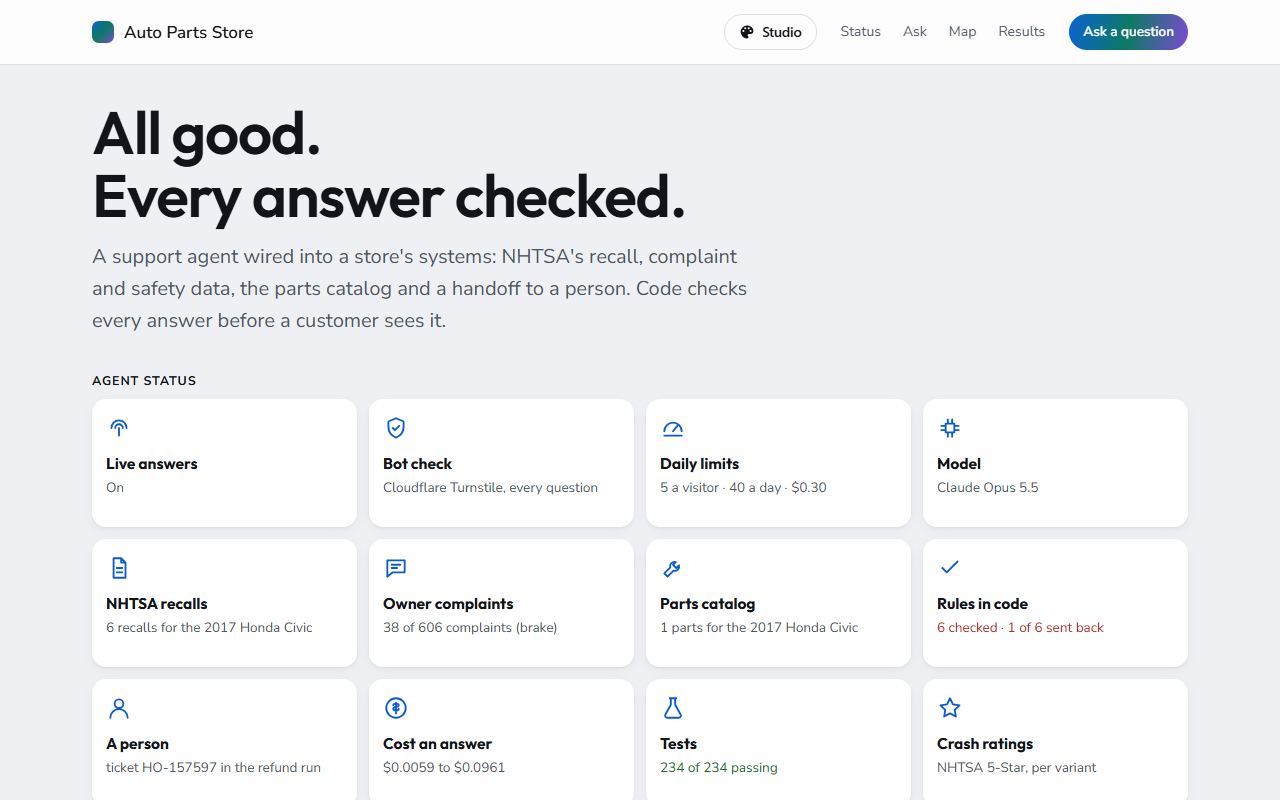 Auto Parts Store
Studio
Status
Ask
Map
Results
Ask a question
All good.
Every answer checked.
A support agent wired into a store's systems: NHTSA's recall, complaint
and safety data, the parts catalog and a handoff to a person. Code checks
every answer before a customer sees it.
AGENT STATUS
Live answers
On
Bot check
Cloudflare Turnstile, every question
Daily limits
5 a visitor · 40 a day · $0.30
Model
Claude Opus 5.5
NHTSA recalls
6 recalls for the 2017 Honda Civic
Owner complaints
38 of 606 complaints (brake)
Parts catalog
1 parts for the 2017 Honda Civic
Rules in code
6 checked · 1 of 6 sent back
A person
ticket HO-157597 in the refund run
Cost an answer
$0.0059 to $0.0961
Tests
234 of 234 passing
Crash ratings
NHTSA 5-Star, per variant